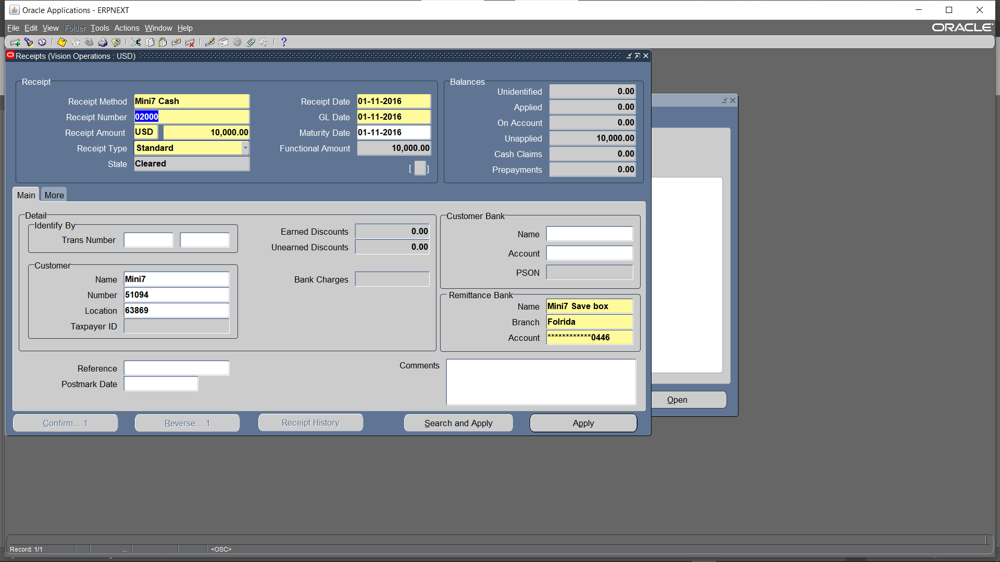 Oracle Applications - ERPNEXT
File Edit View Folder Tools Actions Window Help
ORACLE
Receipts (Vision Operations : USD)
Receipt
Receipt Method Mini7 Cash
Receipt Number 02000
Receipt Amount USD 10,000.00
Receipt Type Standard
State Cleared
Receipt Date 01-11-2016
GL Date 01-11-2016
Maturity Date 01-11-2016
Functional Amount 10,000.00
[ ]
Balances
Unidentified 0.00
Applied 0.00
On Account 0.00
Unapplied 10,000.00
Cash Claims 0.00
Prepayments 0.00
Main More
Detail
Identify By
Trans Number
Customer
Name Mini7
Number 51094
Location 63869
Taxpayer ID
Earned Discounts 0.00
Unearned Discounts 0.00
Bank Charges
Customer Bank
Name
Account
PSON
Remittance Bank
Name Mini7 Save box
Branch Folrida
Account ************0446
Reference
Postmark Date
Comments
Confirm... 1 Reverse... 1 Receipt History Search and Apply Apply
Open
Record: 1/1 ... <OSC>